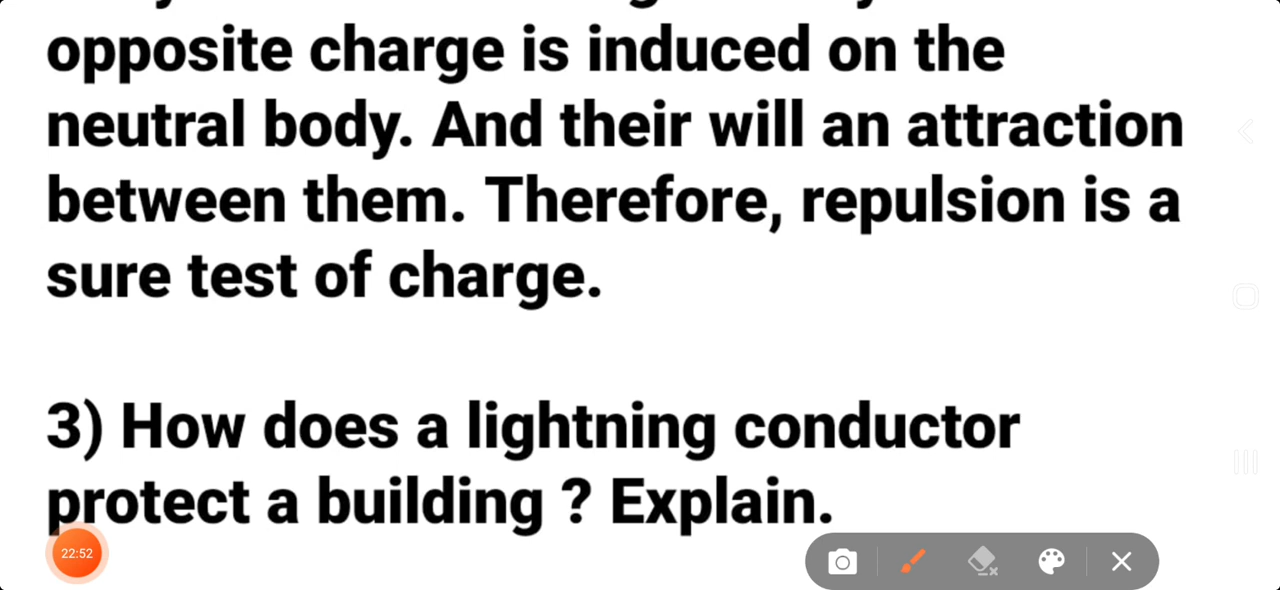 opposite charge is induced on the
neutral body. And their will an attraction
between them. Therefore, repulsion is a
sure test of charge.
3) How does a lightning conductor
protect a building ? Explain.
22:52